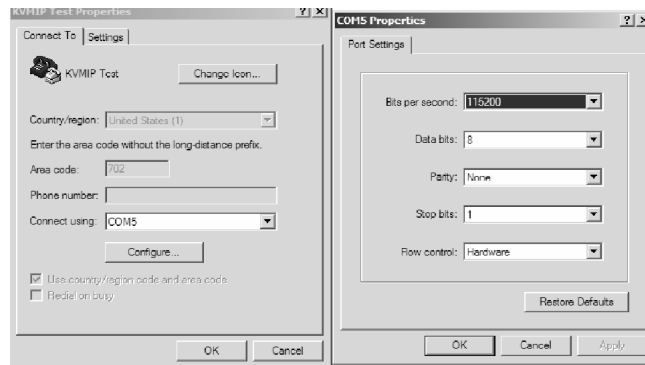 KVMIP Test Properties
Connect To
Settings
KVMIP Test
Change Icon...
Country/region: United States (1)
Enter the area code without the long-distance prefix.
Area code: 702
Phone number:
Connect using: COM5
Configure...
Use country/region code and area code
Redial on busy
OK
Cancel
COM5 Properties
Port Settings
Bits per second: 115200
Data bits: 8
Parity: None
Stop bits: 1
Flow control: Hardware
Restore Defaults
OK
Cancel
Apply